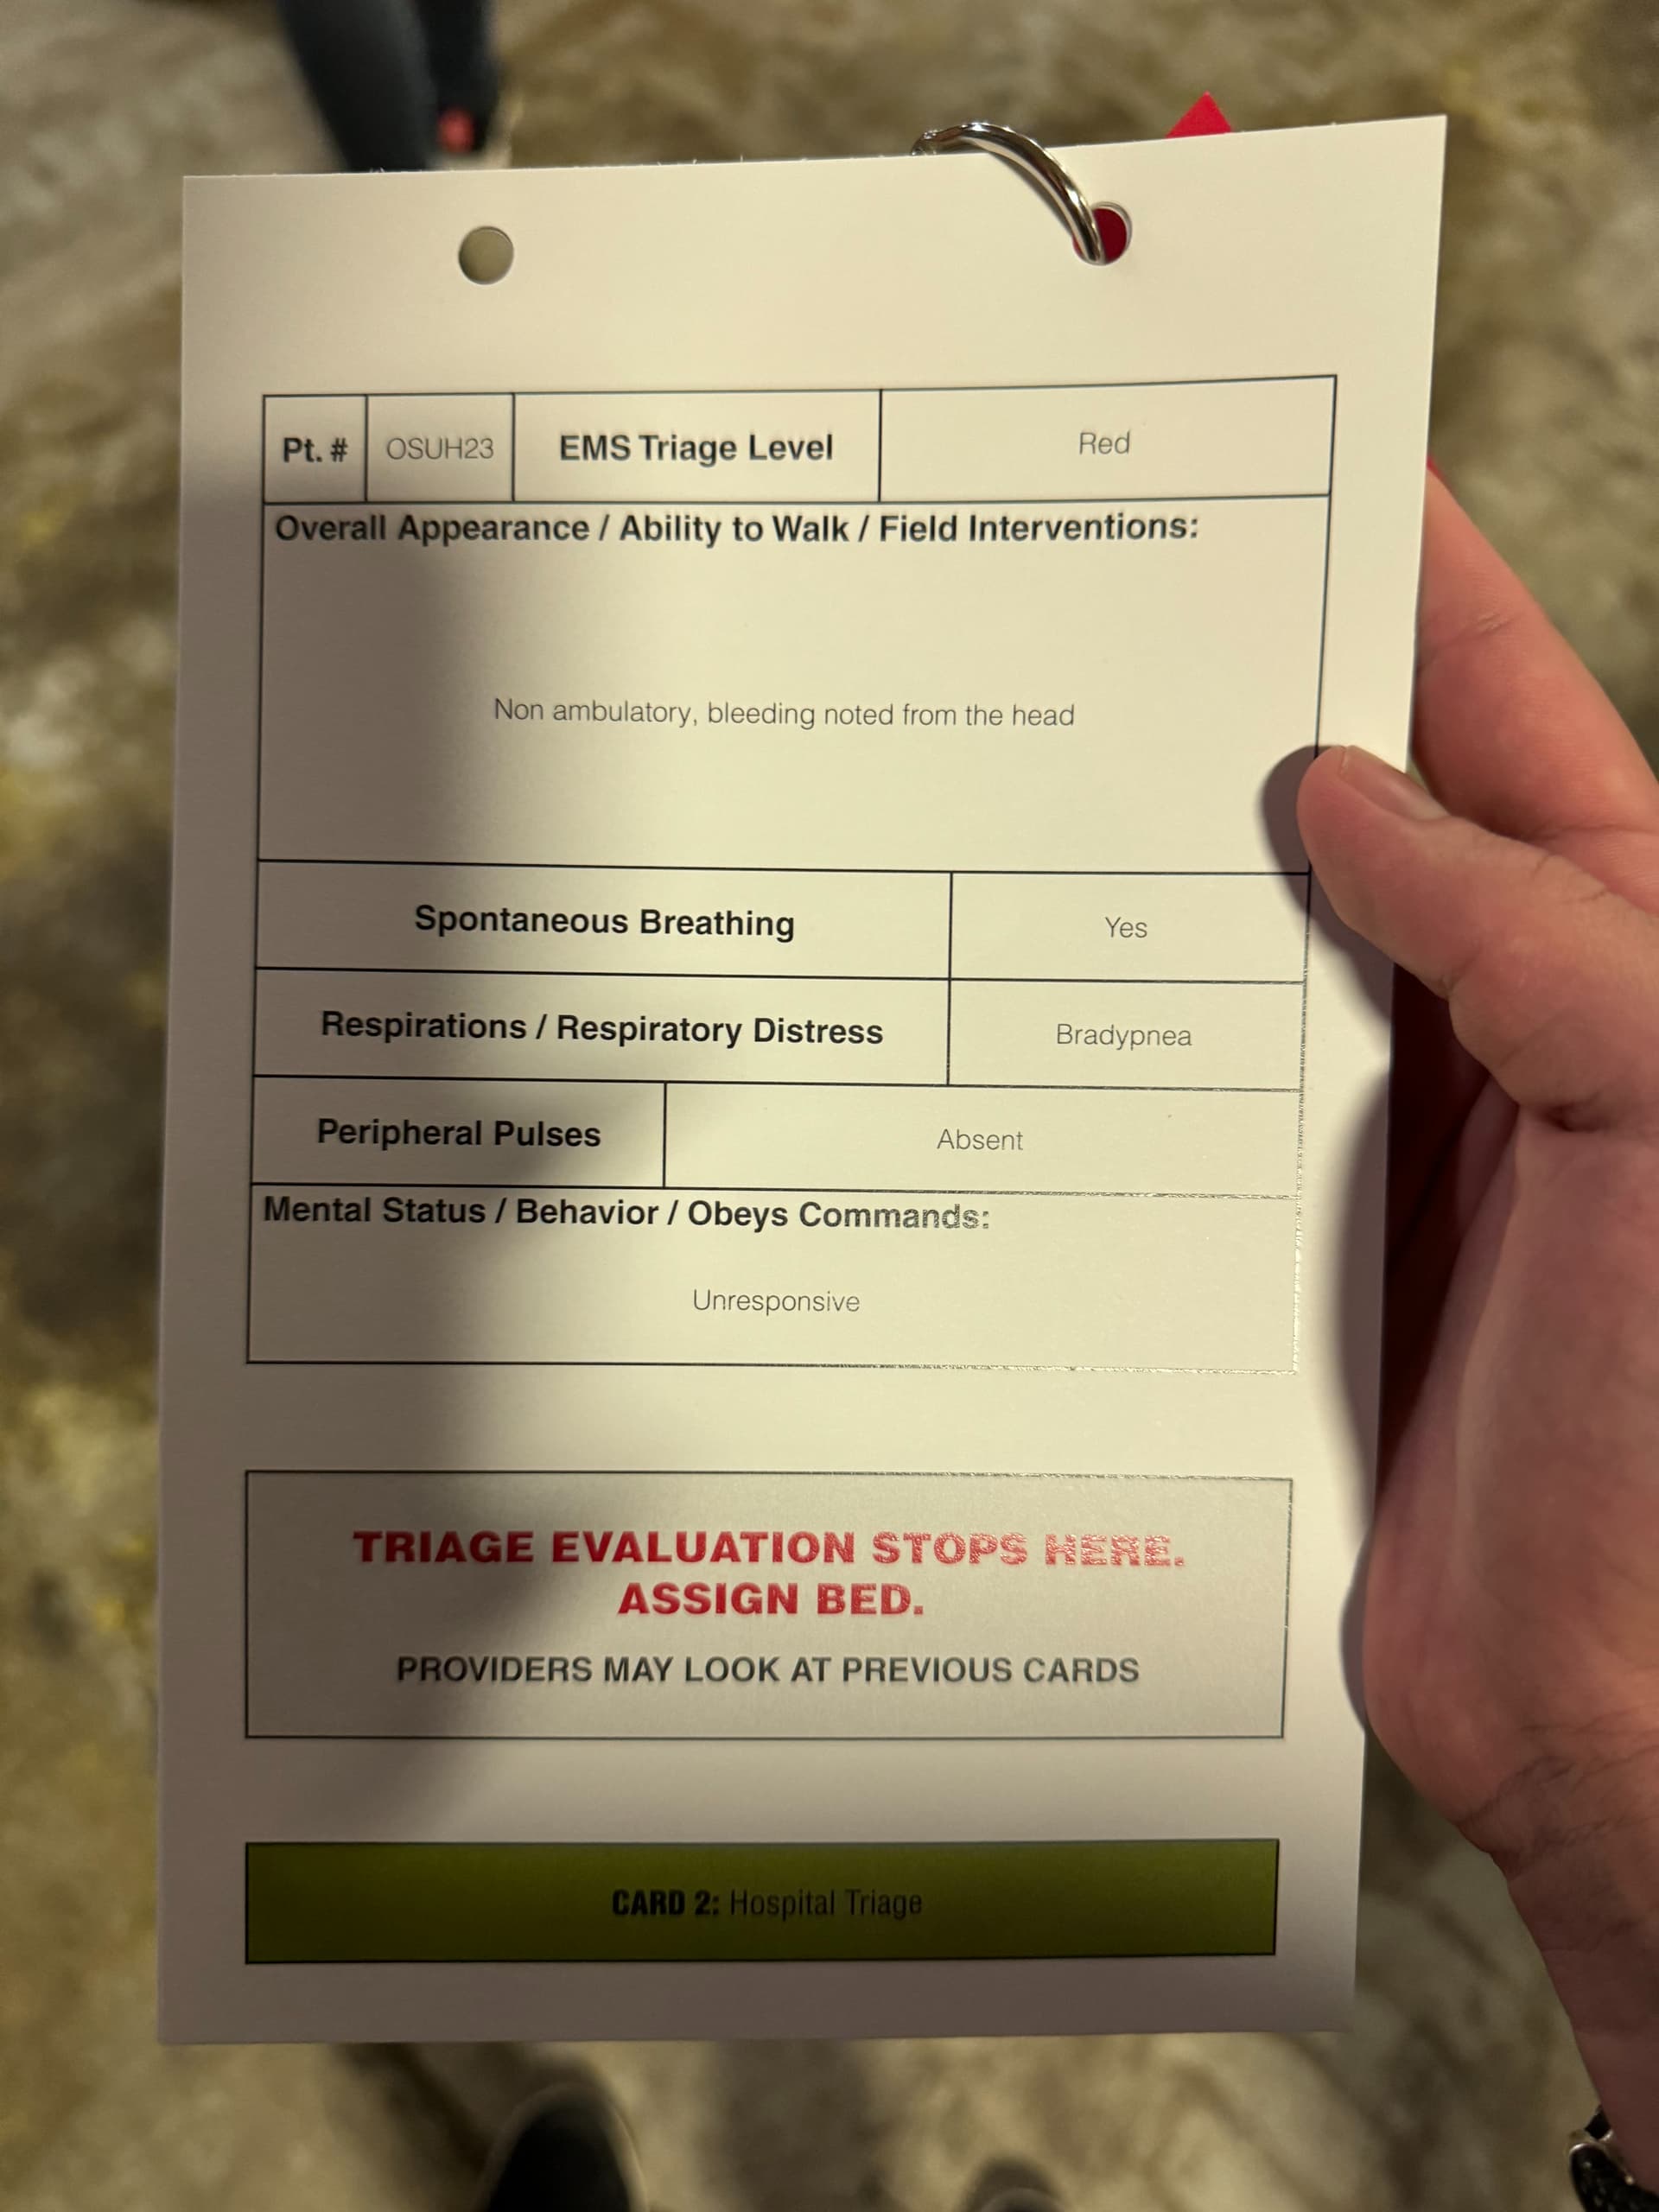 Pt. # OSUH23 EMS Triage Level Red
Overall Appearance / Ability to Walk / Field Interventions:
Non ambulatory, bleeding noted from the head
Spontaneous Breathing Yes
Respirations / Respiratory Distress Bradypnea
Peripheral Pulses Absent
Mental Status / Behavior / Obeys Commands:
Unresponsive
TRIAGE EVALUATION STOPS HERE.
ASSIGN BED.
PROVIDERS MAY LOOK AT PREVIOUS CARDS
CARD 2: Hospital Triage